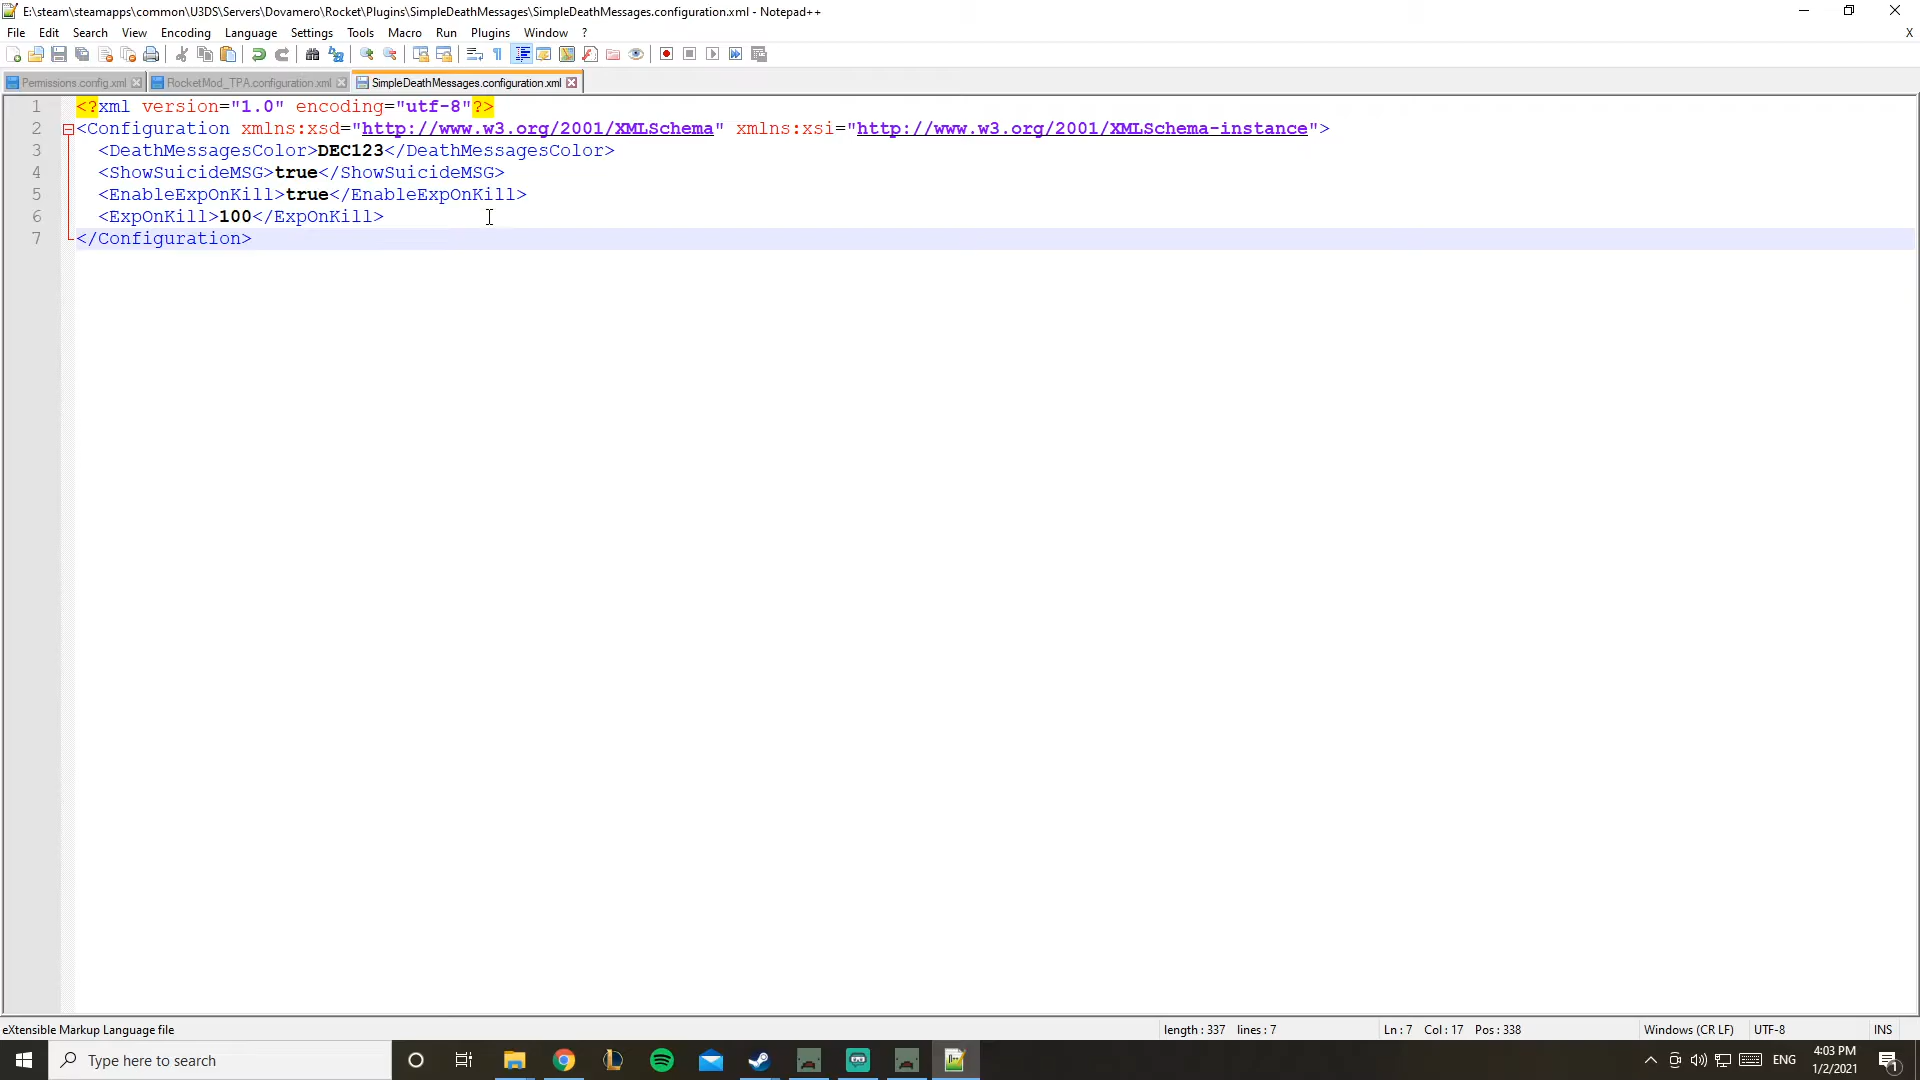 E:\steam\steamapps\common\U3DS\Servers\Dovamero\Rocket\Plugins\SimpleDeathMessages\SimpleDeathMessages.configuration.xml - Notepad++
File Edit Search View Encoding Language Settings Tools Macro Run Plugins Window ? X
Permissions.config.xml RocketMod_TPA.configuration.xml SimpleDeathMessages.configuration.xml
1 <?xml version="1.0" encoding="utf-8"?>
2 <Configuration xmlns:xsd="http://www.w3.org/2001/XMLSchema" xmlns:xsi="http://www.w3.org/2001/XMLSchema-instance">
3 <DeathMessagesColor>DEC123</DeathMessagesColor>
4 <ShowSuicideMSG>true</ShowSuicideMSG>
5 <EnableExpOnKill>true</EnableExpOnKill>
6 <ExpOnKill>100</ExpOnKill>
7 </Configuration>
eXtensible Markup Language file length : 337 lines : 7 Ln : 7 Col : 17 Pos : 338 Windows (CR LF) UTF-8 INS
Type here to search ENG 4:03 PM
1/2/2021 1